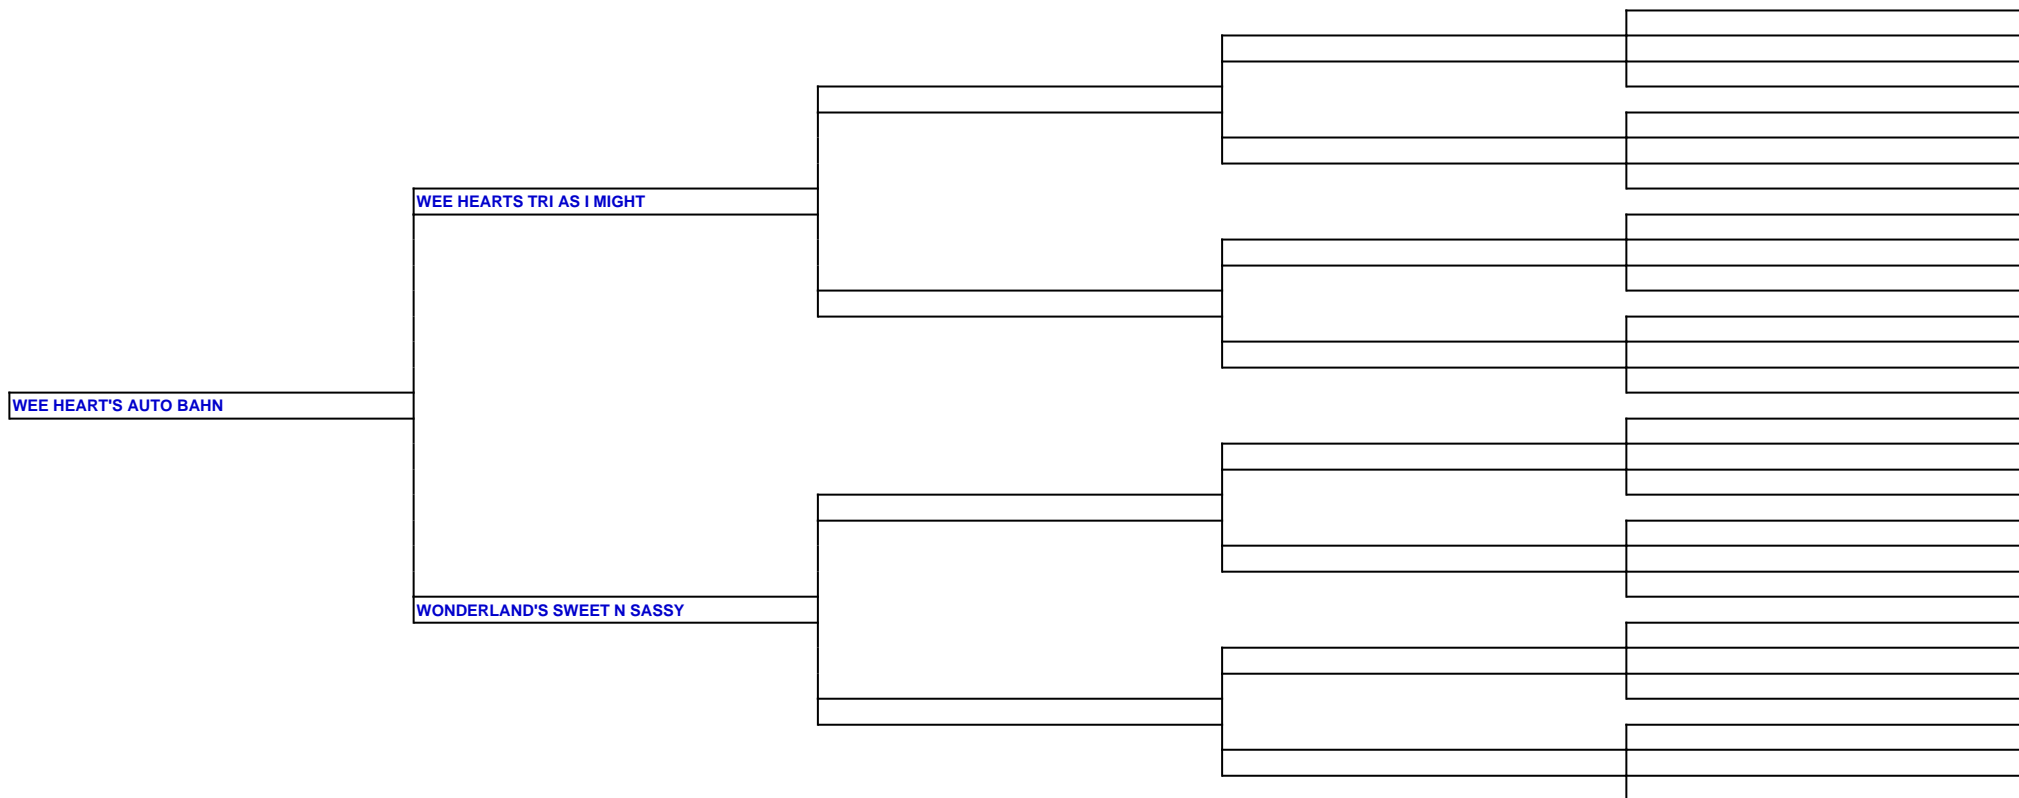 WEE HEARTS TRI AS I MIGHT
WEE HEART'S AUTO BAHN
WONDERLAND'S SWEET N SASSY